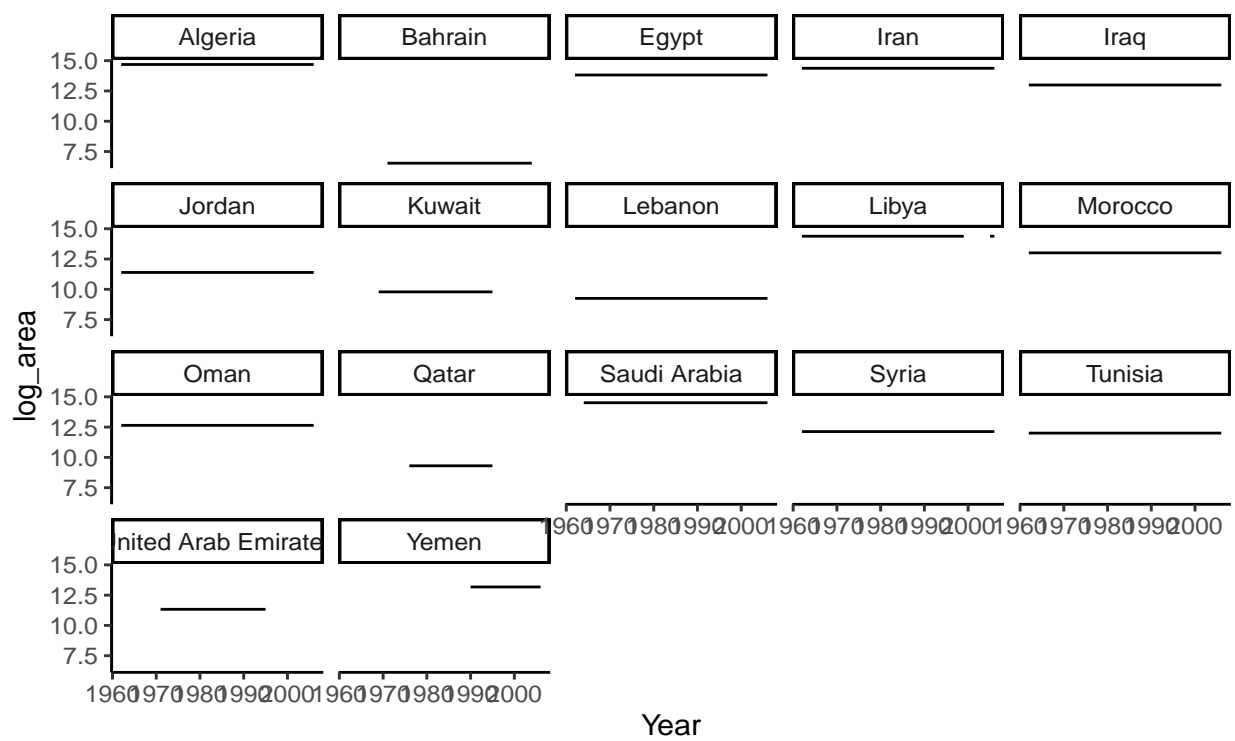 Algeria Bahrain Egypt Iran Iraq
15.0
12.5
10.0
7.5
Jordan Kuwait Lebanon Libya Morocco
15.0
12.5
10.0
7.5
Oman Qatar Saudi Arabia Syria Tunisia
15.0
12.5
10.0
7.5
1960 1970 1980 1990 2000 1960 1970 1980 1990 2000 1960 1970 1980 1990 2000
nited Arab Emirate Yemen
15.0
12.5
10.0
7.5
1960 1970 1980 1990 2000 1960 1970 1980 1990 2000
log_area
Year